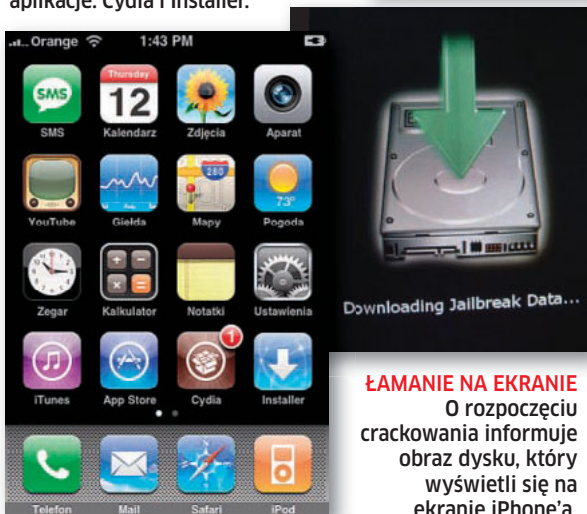 aplikacje: Cydia i Installer.
Orange 1:43 PM
SMS
Thursday
12
280
73°
SMS Kalendarz Zdjęcia Aparat
YouTube Giełda Mapy Pogoda
Zegar Kalkulator Notatki Ustawienia
1
iTunes App Store Cydia Installer
Telefon Mail Safari iPod
Downloading Jailbreak Data...
ŁAMANIE NA EKRANIE
O rozpoczęciu
crackowania informuje
obraz dysku, który
wyświetli się na
ekranie iPhone'a.